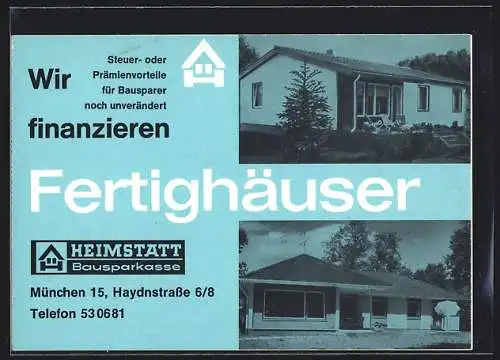 Steuer- oder
Prämienvorteile
für Bausparer
noch unverändert
Wir
finanzieren
Fertighäuser
HEIMSTATT
Bausparkasse
München 15, Haydnstraße 6/8
Telefon 530681